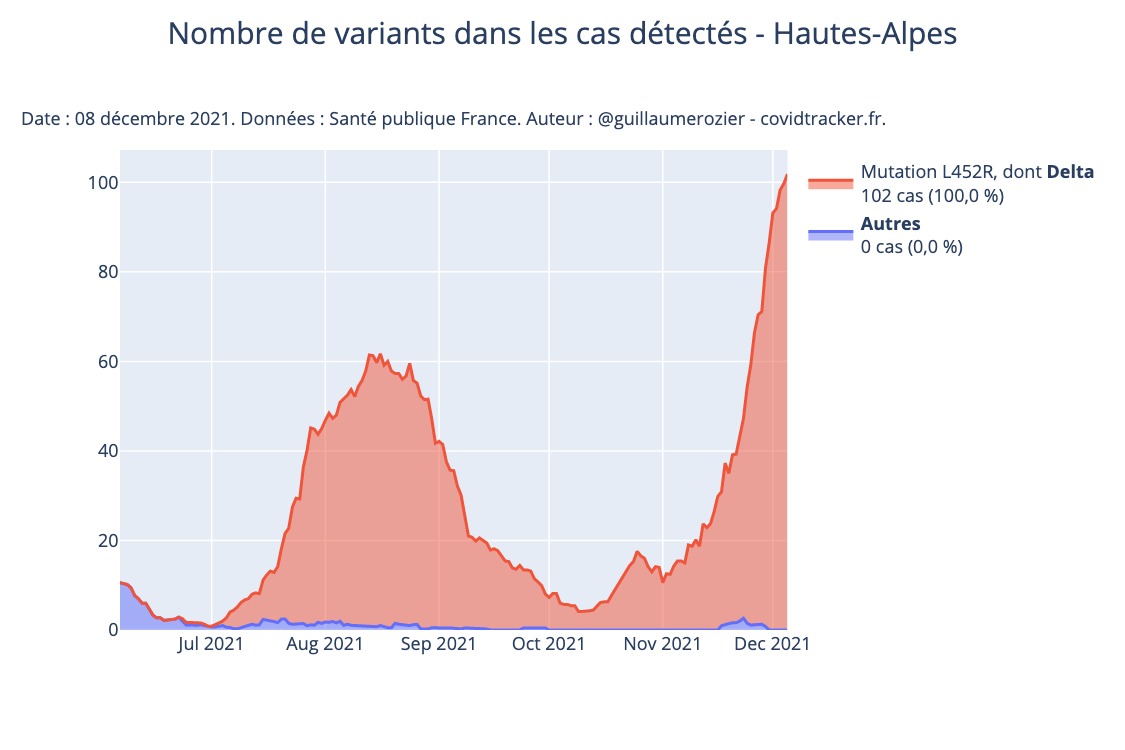 Nombre de variants dans les cas détectés - Hautes-Alpes
Date : 08 décembre 2021. Données : Santé publique France. Auteur : @guillaumerozier - covidtracker.fr.
Mutation L452R, dont Delta
102 cas (100,0 %)
Autres
0 cas (0,0 %)
100
80
60
40
20
0
Jul 2021 Aug 2021 Sep 2021 Oct 2021 Nov 2021 Dec 2021